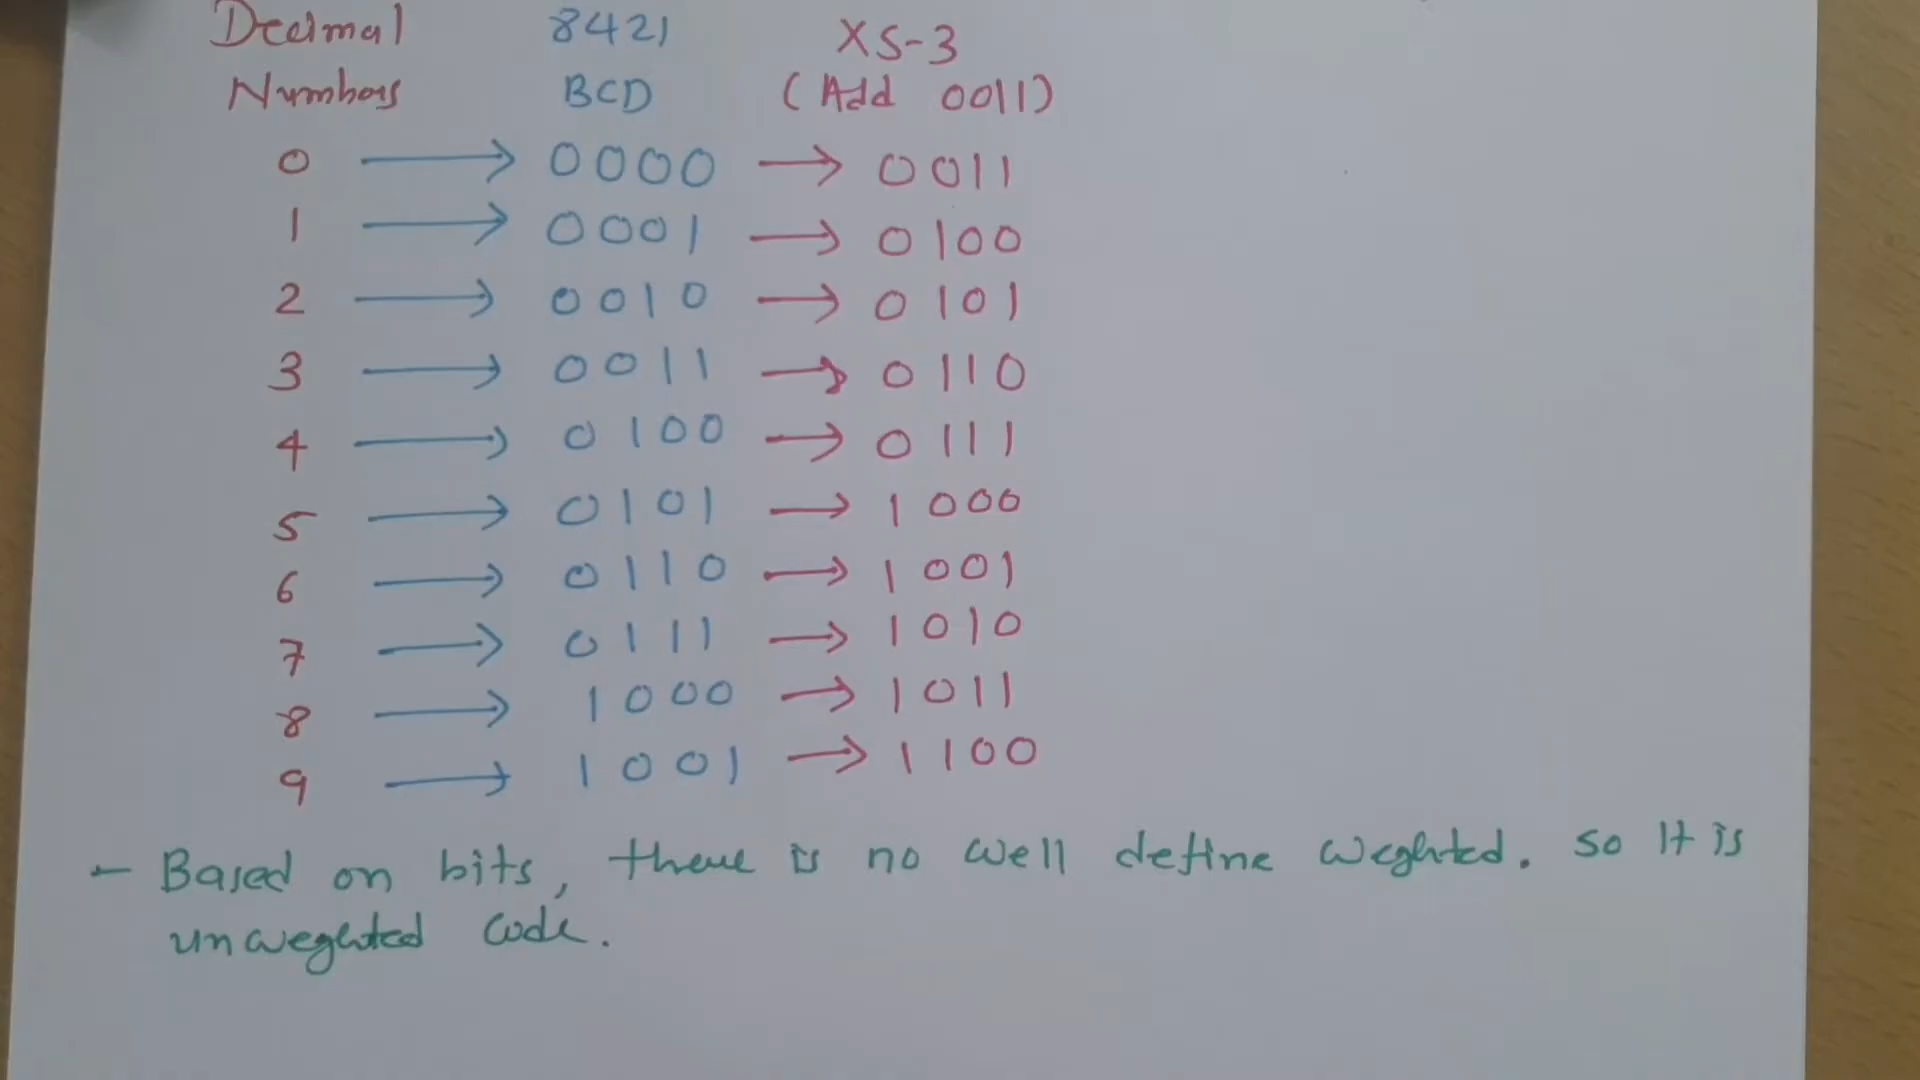 Decimal 8421 XS-3
Numbers BCD (Add 0011)
0 → 0000 → 0011
1 → 0001 → 0100
2 → 0010 → 0101
3 → 0011 → 0110
4 → 0100 → 0111
5 → 0101 → 1000
6 → 0110 → 1001
7 → 0111 → 1010
8 → 1000 → 1011
9 → 1001 → 1100
- Based on bits, there is no well define weghted. so it is
unweghted code.